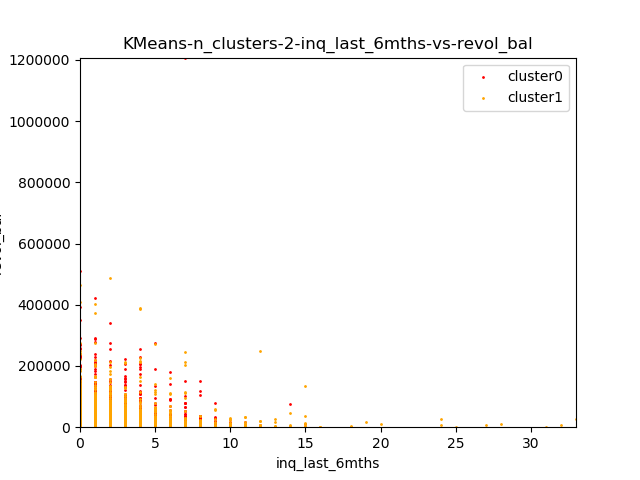 KMeans-n_clusters-2-inq_last_6mths-vs-revol_bal
cluster0
cluster1
1200000
1000000
800000
600000
400000
200000
0
0 5 10 15 20 25 30
inq_last_6mths